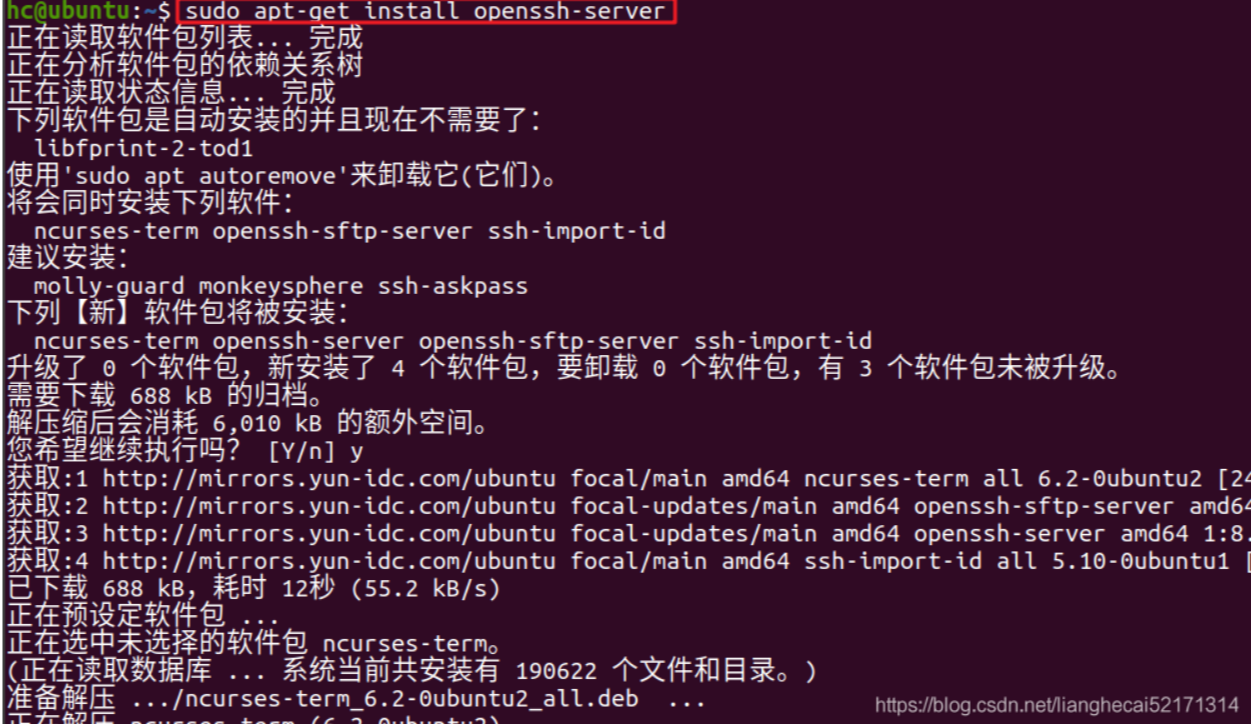 hc@ubuntu:~$ sudo apt-get install openssh-server
正在读取软件包列表... 完成
正在分析软件包的依赖关系树
正在读取状态信息... 完成
下列软件包是自动安装的并且现在不需要了：
libfprint-2-tod1
使用'sudo apt autoremove'来卸载它(它们)。
将会同时安装下列软件：
ncurses-term openssh-sftp-server ssh-import-id
建议安装：
molly-guard monkeysphere ssh-askpass
下列【新】软件包将被安装：
ncurses-term openssh-server openssh-sftp-server ssh-import-id
升级了 0 个软件包，新安装了 4 个软件包，要卸载 0 个软件包，有 3 个软件包未被升级。
需要下载 688 kB 的归档。
解压缩后会消耗 6,010 kB 的额外空间。
您希望继续执行吗？ [Y/n] y
获取:1 http://mirrors.yun-idc.com/ubuntu focal/main amd64 ncurses-term all 6.2-0ubuntu2 [24
获取:2 http://mirrors.yun-idc.com/ubuntu focal-updates/main amd64 openssh-sftp-server amd64
获取:3 http://mirrors.yun-idc.com/ubuntu focal-updates/main amd64 openssh-server amd64 1:8.
获取:4 http://mirrors.yun-idc.com/ubuntu focal/main amd64 ssh-import-id all 5.10-0ubuntu1 [
已下载 688 kB，耗时 12秒 (55.2 kB/s)
正在预设定软件包 ...
正在选中未选择的软件包 ncurses-term。
(正在读取数据库 ... 系统当前共安装有 190622 个文件和目录。)
准备解压 .../ncurses-term_6.2-0ubuntu2_all.deb ...
正在解压 ncurses-term (6.2-0ubuntu2)
https://blog.csdn.net/lianghecai52171314